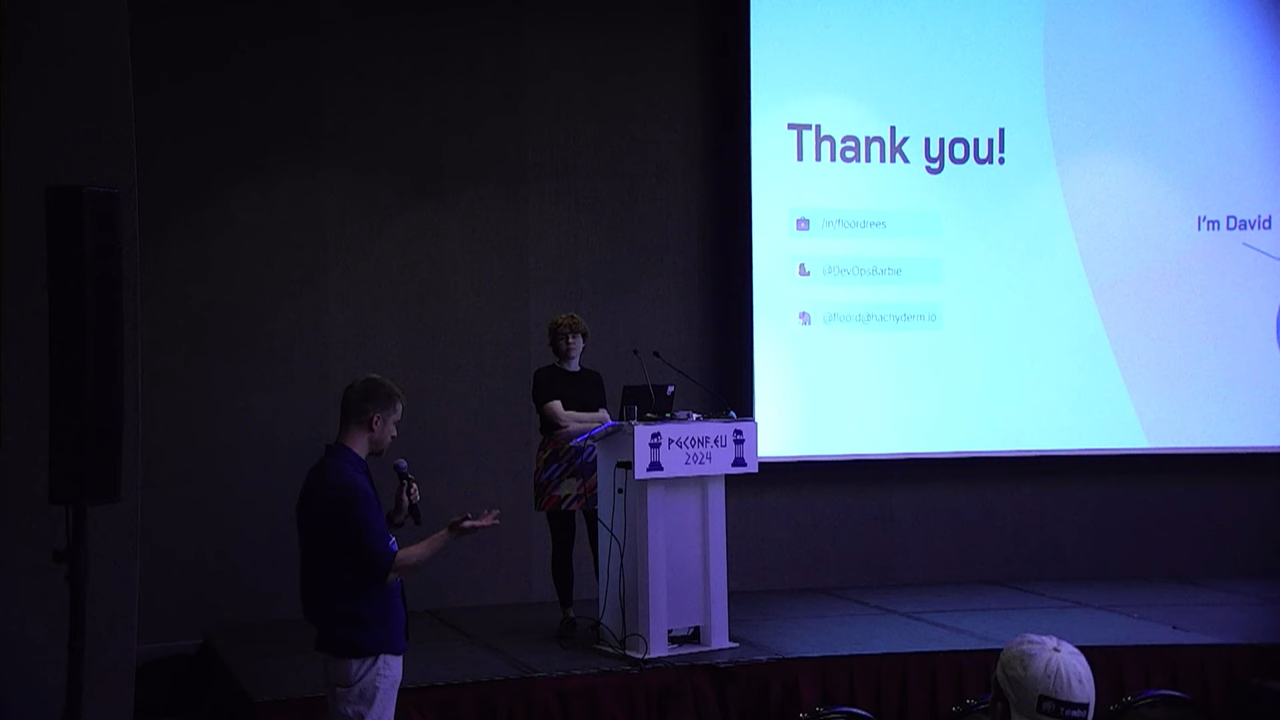 Thank you!
/in/floordrees
@DevOpsBarbie
@floord@hachyderm.io
I'm David
PGCONF.EU
2024